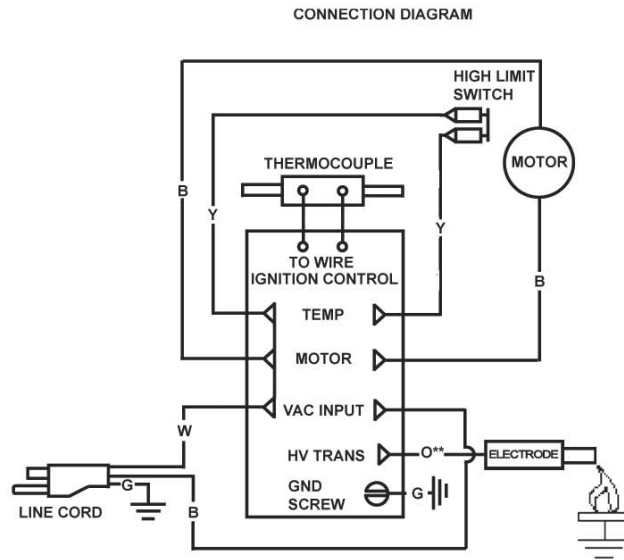 CONNECTION DIAGRAM
HIGH LIMIT
SWITCH
MOTOR
THERMOCOUPLE
B
Y
Y
B
TO WIRE
IGNITION CONTROL
TEMP
MOTOR
VAC INPUT
W
HV TRANS
O**
ELECTRODE
GND
SCREW
G
G
LINE CORD
B